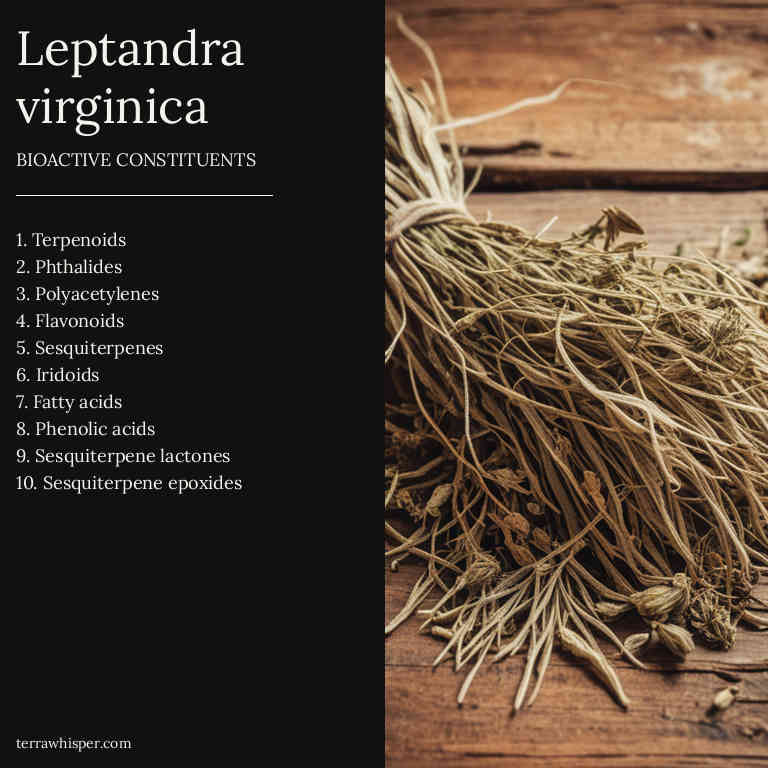 Leptandra
virginica
BIOACTIVE CONSTITUENTS
1. Terpenoids
2. Phthalides
3. Polyacetylenes
4. Flavonoids
5. Sesquiterpenes
6. Iridoids
7. Fatty acids
8. Phenolic acids
9. Sesquiterpene lactones
10. Sesquiterpene epoxides
terrawhisper.com